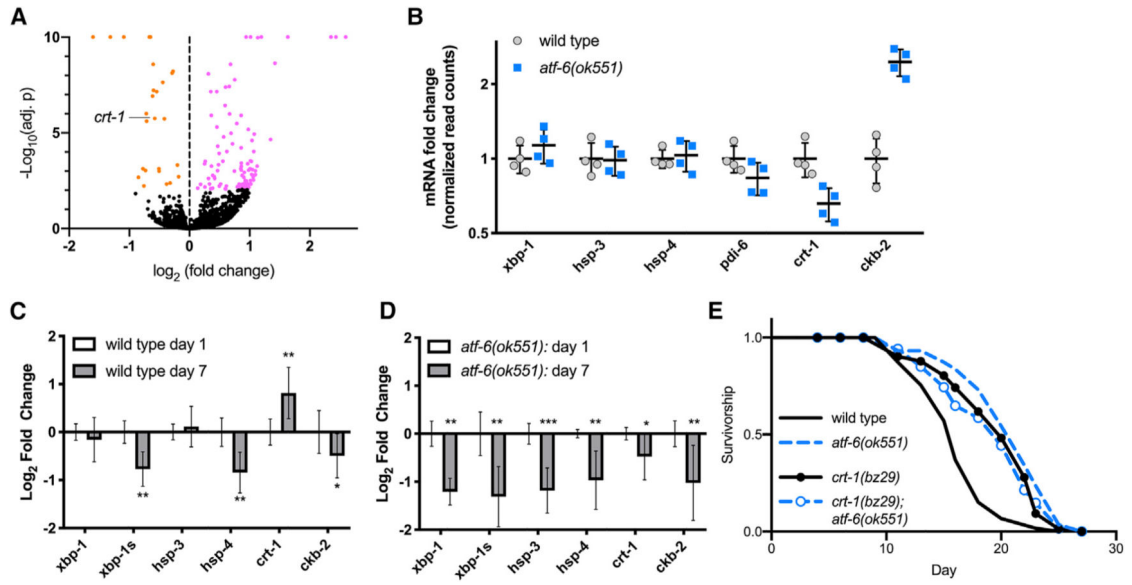 A
10
5
0
-Log10(adj. p)
crt-1
-2 -1 0 1 2
log2 (fold change)
B
wild type
atf-6(ok551)
mRNA fold change
(normalized read counts)
2
1
0.5
xbp-1 hsp-3 hsp-4 pdi-6 crt-1 ckb-2
C
wild type day 1
wild type day 7
Log2 Fold Change
2
1
0
-1
-2
** ** ** *
xbp-1 xbp-1s hsp-3 hsp-4 crt-1 ckb-2
D
atf-6(ok551): day 1
atf-6(ok551): day 7
Log2 Fold Change
2
1
0
-1
-2
** ** *** ** * **
xbp-1 xbp-1s hsp-3 hsp-4 crt-1 ckb-2
E
Survivorship
1.0
0.5
0.0
wild type
atf-6(ok551)
crt-1(bz29)
crt-1(bz29);
atf-6(ok551)
0 10 20 30
Day